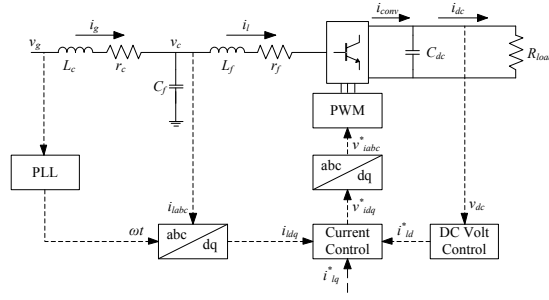 i_g
i_l
i_conv
i_dc
v_g
v_c
L_c
r_c
L_f
r_f
C_f
C_dc
R_load
PWM
v*_iabc
PLL
abc
dq
v*_idq
v_dc
i_labc
ωt
abc
dq
i_ldq
Current
Control
i*_ld
DC Volt
Control
i*_lq